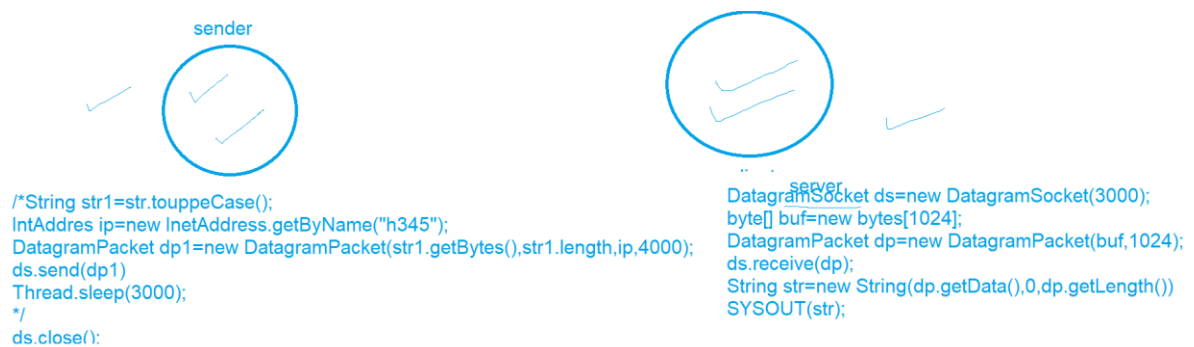 sender
/*String str1=str.touppeCase();
IntAddres ip=new InetAddress.getByName("h345");
DatagramPacket dp1=new DatagramPacket(str1.getBytes(),str1.length,ip,4000);
ds.send(dp1)
Thread.sleep(3000);
*/
ds.close();
server
DatagramSocket ds=new DatagramSocket(3000);
byte[] buf=new bytes[1024];
DatagramPacket dp=new DatagramPacket(buf,1024);
ds.receive(dp);
String str=new String(dp.getData(),0,dp.getLength())
SYSOUT(str);